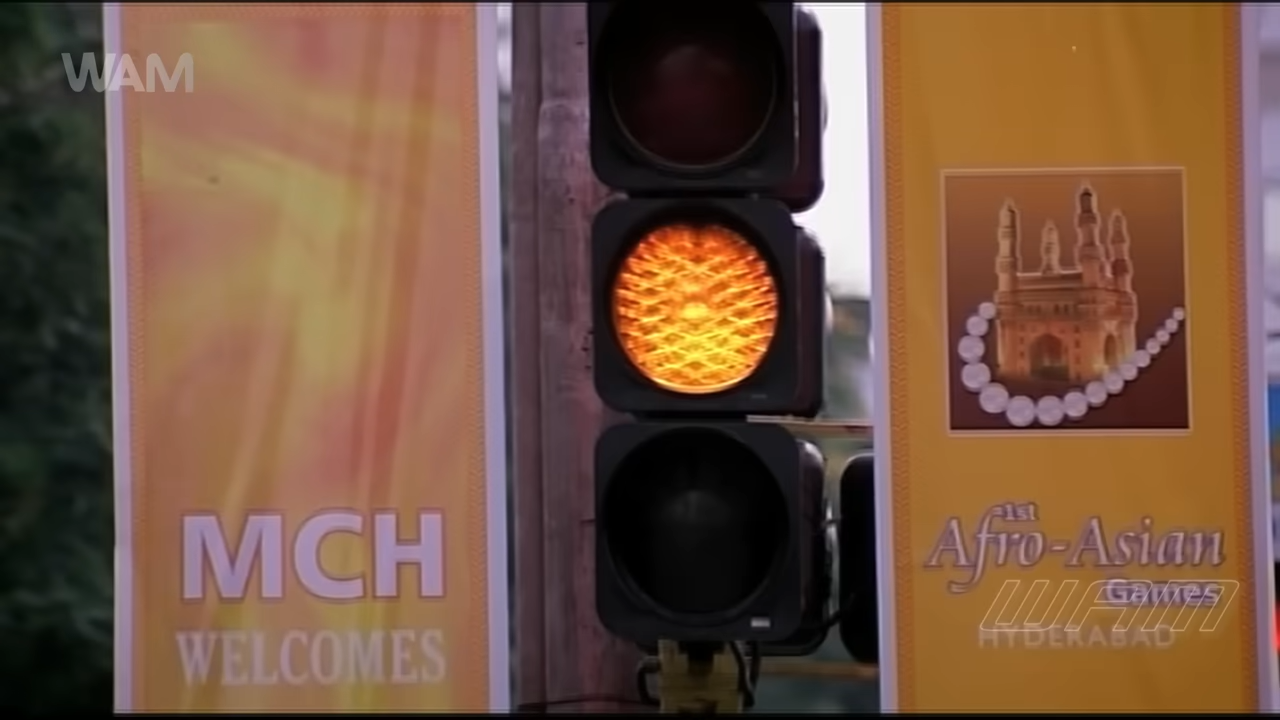 WAM
MCH
WELCOMES
1st
Afro-Asian
Games
WAM
HYDERABAD